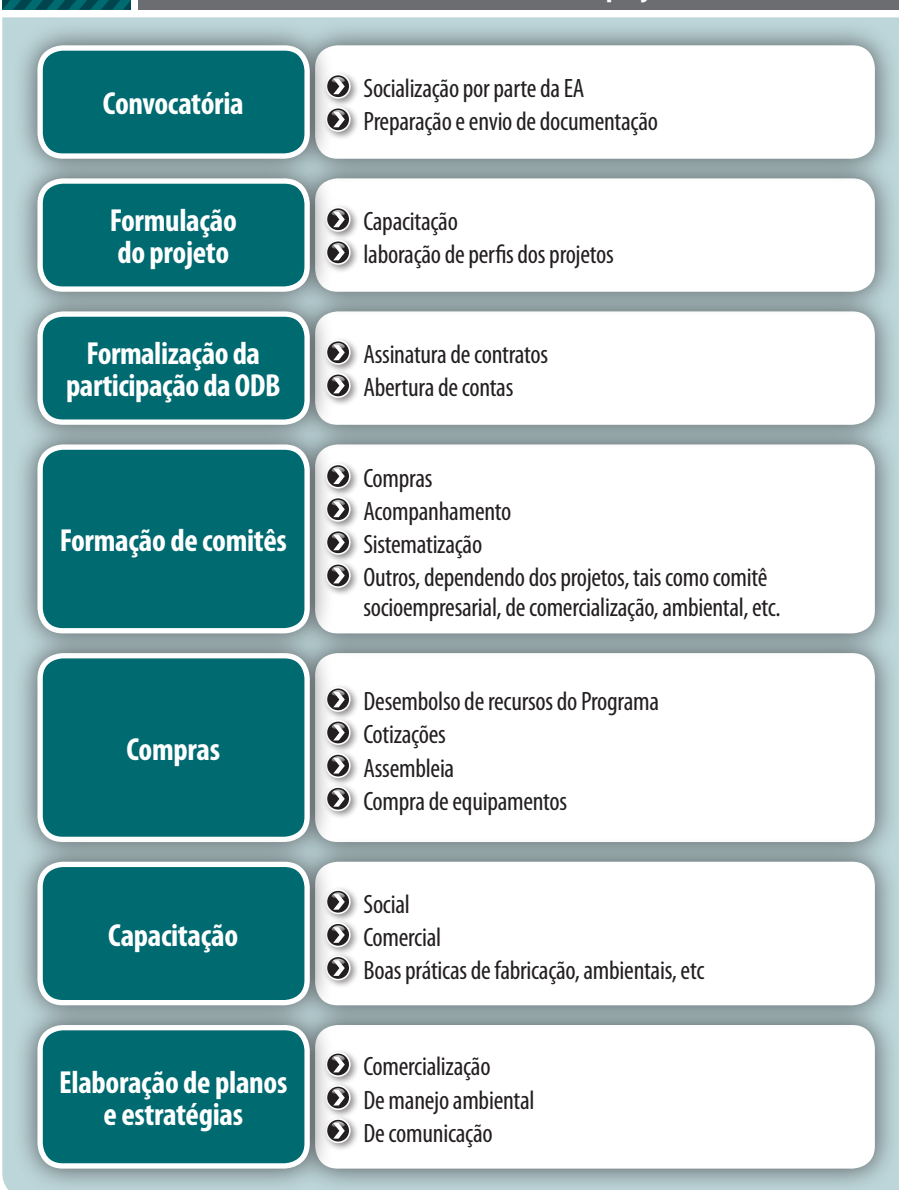 Convocatória
Socialização por parte da EA
Preparação e envio de documentação
Formulação
do projeto
Capacitação
laboração de perfis dos projetos
Formalização da
participação da ODB
Assinatura de contratos
Abertura de contas
Formação de comitês
Compras
Acompanhamento
Sistematização
Outros, dependendo dos projetos, tais como comitê
socioempresarial, de comercialização, ambiental, etc.
Compras
Desembolso de recursos do Programa
Cotizações
Assembleia
Compra de equipamentos
Capacitação
Social
Comercial
Boas práticas de fabricação, ambientais, etc
Elaboração de planos
e estratégias
Comercialização
De manejo ambiental
De comunicação